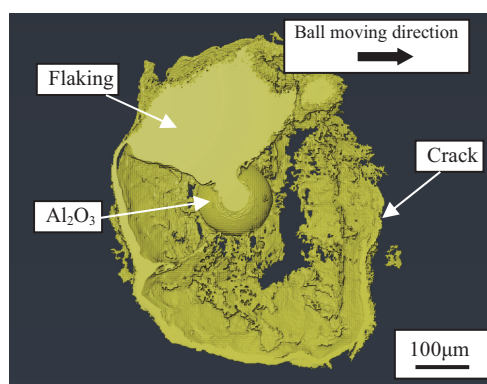 Ball moving direction
Flaking
Crack
Al₂O₃
100μm